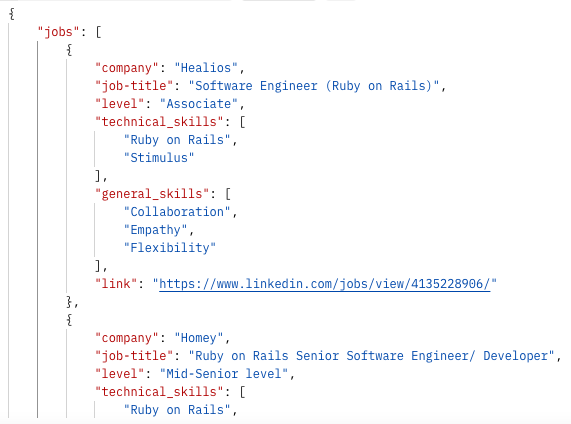 {
"jobs": [
{
"company": "Healios",
"job-title": "Software Engineer (Ruby on Rails)",
"level": "Associate",
"technical_skills": [
"Ruby on Rails",
"Stimulus"
],
"general_skills": [
"Collaboration",
"Empathy",
"Flexibility"
],
"link": "https://www.linkedin.com/jobs/view/4135228906/"
},
{
"company": "Homey",
"job-title": "Ruby on Rails Senior Software Engineer/ Developer",
"level": "Mid-Senior level",
"technical_skills": [
"Ruby on Rails",